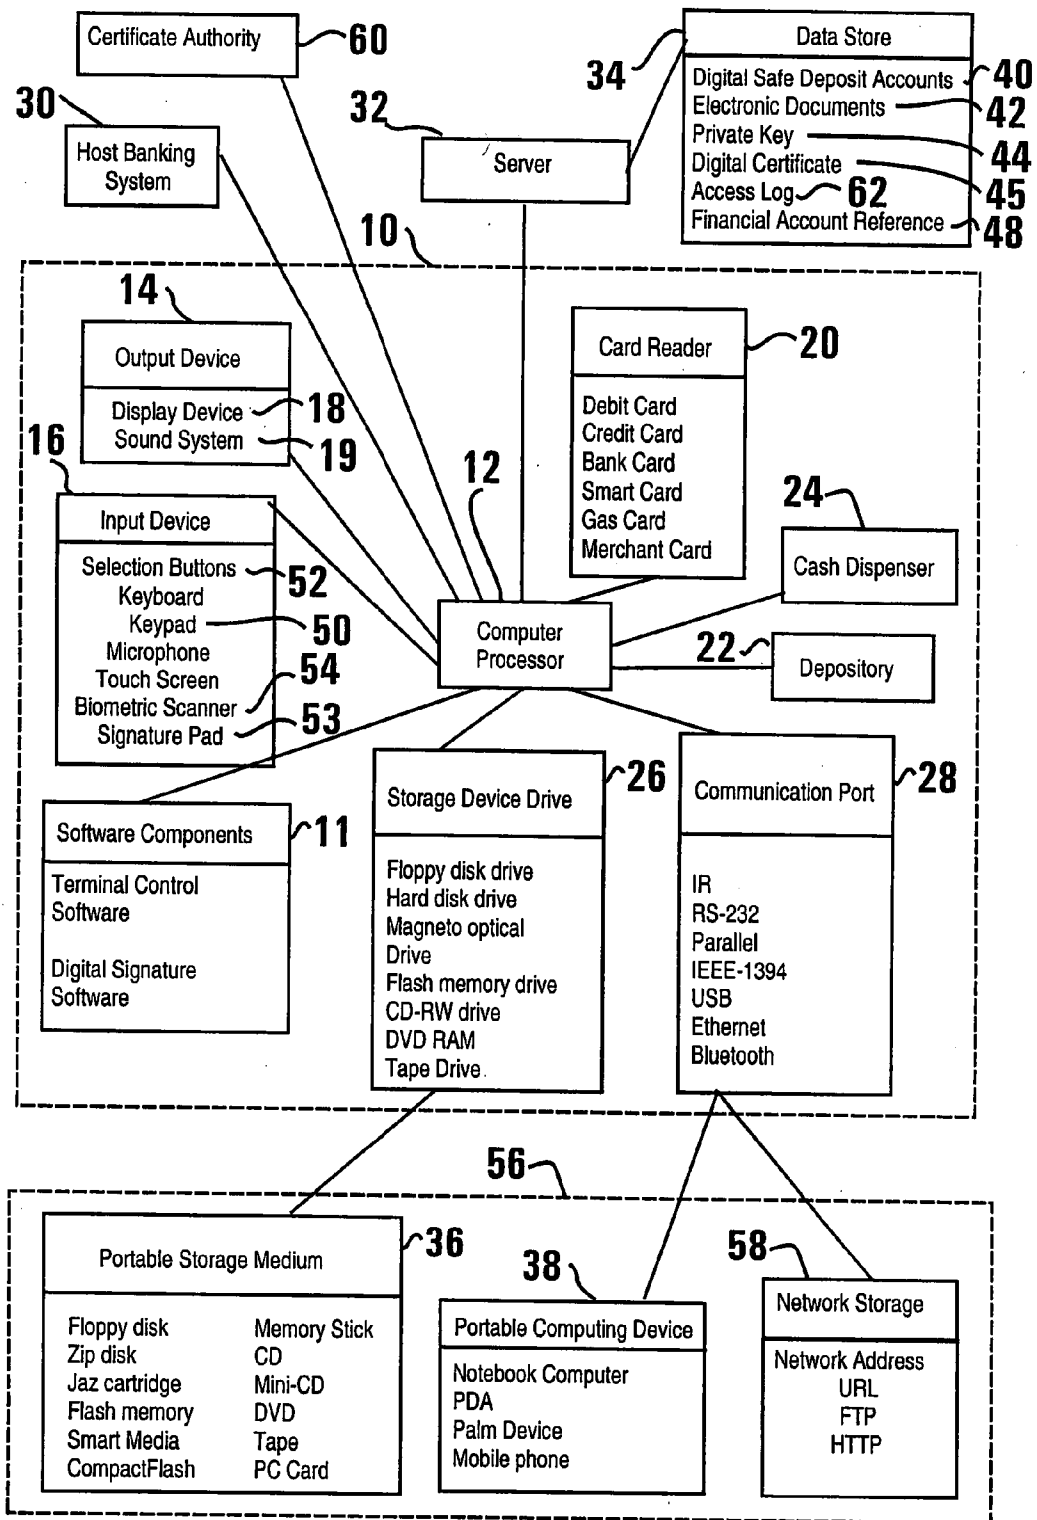 Certificate Authority
60
30
Host Banking
System
32
Server
34
Data Store
Digital Safe Deposit Accounts
40
Electronic Documents
42
Private Key
44
Digital Certificate
45
Access Log
62
Financial Account Reference
48
10
14
Output Device
Display Device
18
Sound System
19
16
Input Device
Selection Buttons
52
Keyboard
Keypad
50
Microphone
Touch Screen
54
Biometric Scanner
Signature Pad
53
12
Computer
Processor
Card Reader
20
Debit Card
Credit Card
Bank Card
Smart Card
Gas Card
Merchant Card
24
Cash Dispenser
22
Depository
Software Components
11
Terminal Control
Software
Digital Signature
Software
Storage Device Drive
26
Floppy disk drive
Hard disk drive
Magneto optical
Drive
Flash memory drive
CD-RW drive
DVD RAM
Tape Drive
Communication Port
28
IR
RS-232
Parallel
IEEE-1394
USB
Ethernet
Bluetooth
56
Portable Storage Medium
36
Floppy disk
Zip disk
Jaz cartridge
Flash memory
Smart Media
CompactFlash
Memory Stick
CD
Mini-CD
DVD
Tape
PC Card
38
Portable Computing Device
Notebook Computer
PDA
Palm Device
Mobile phone
58
Network Storage
Network Address
URL
FTP
HTTP